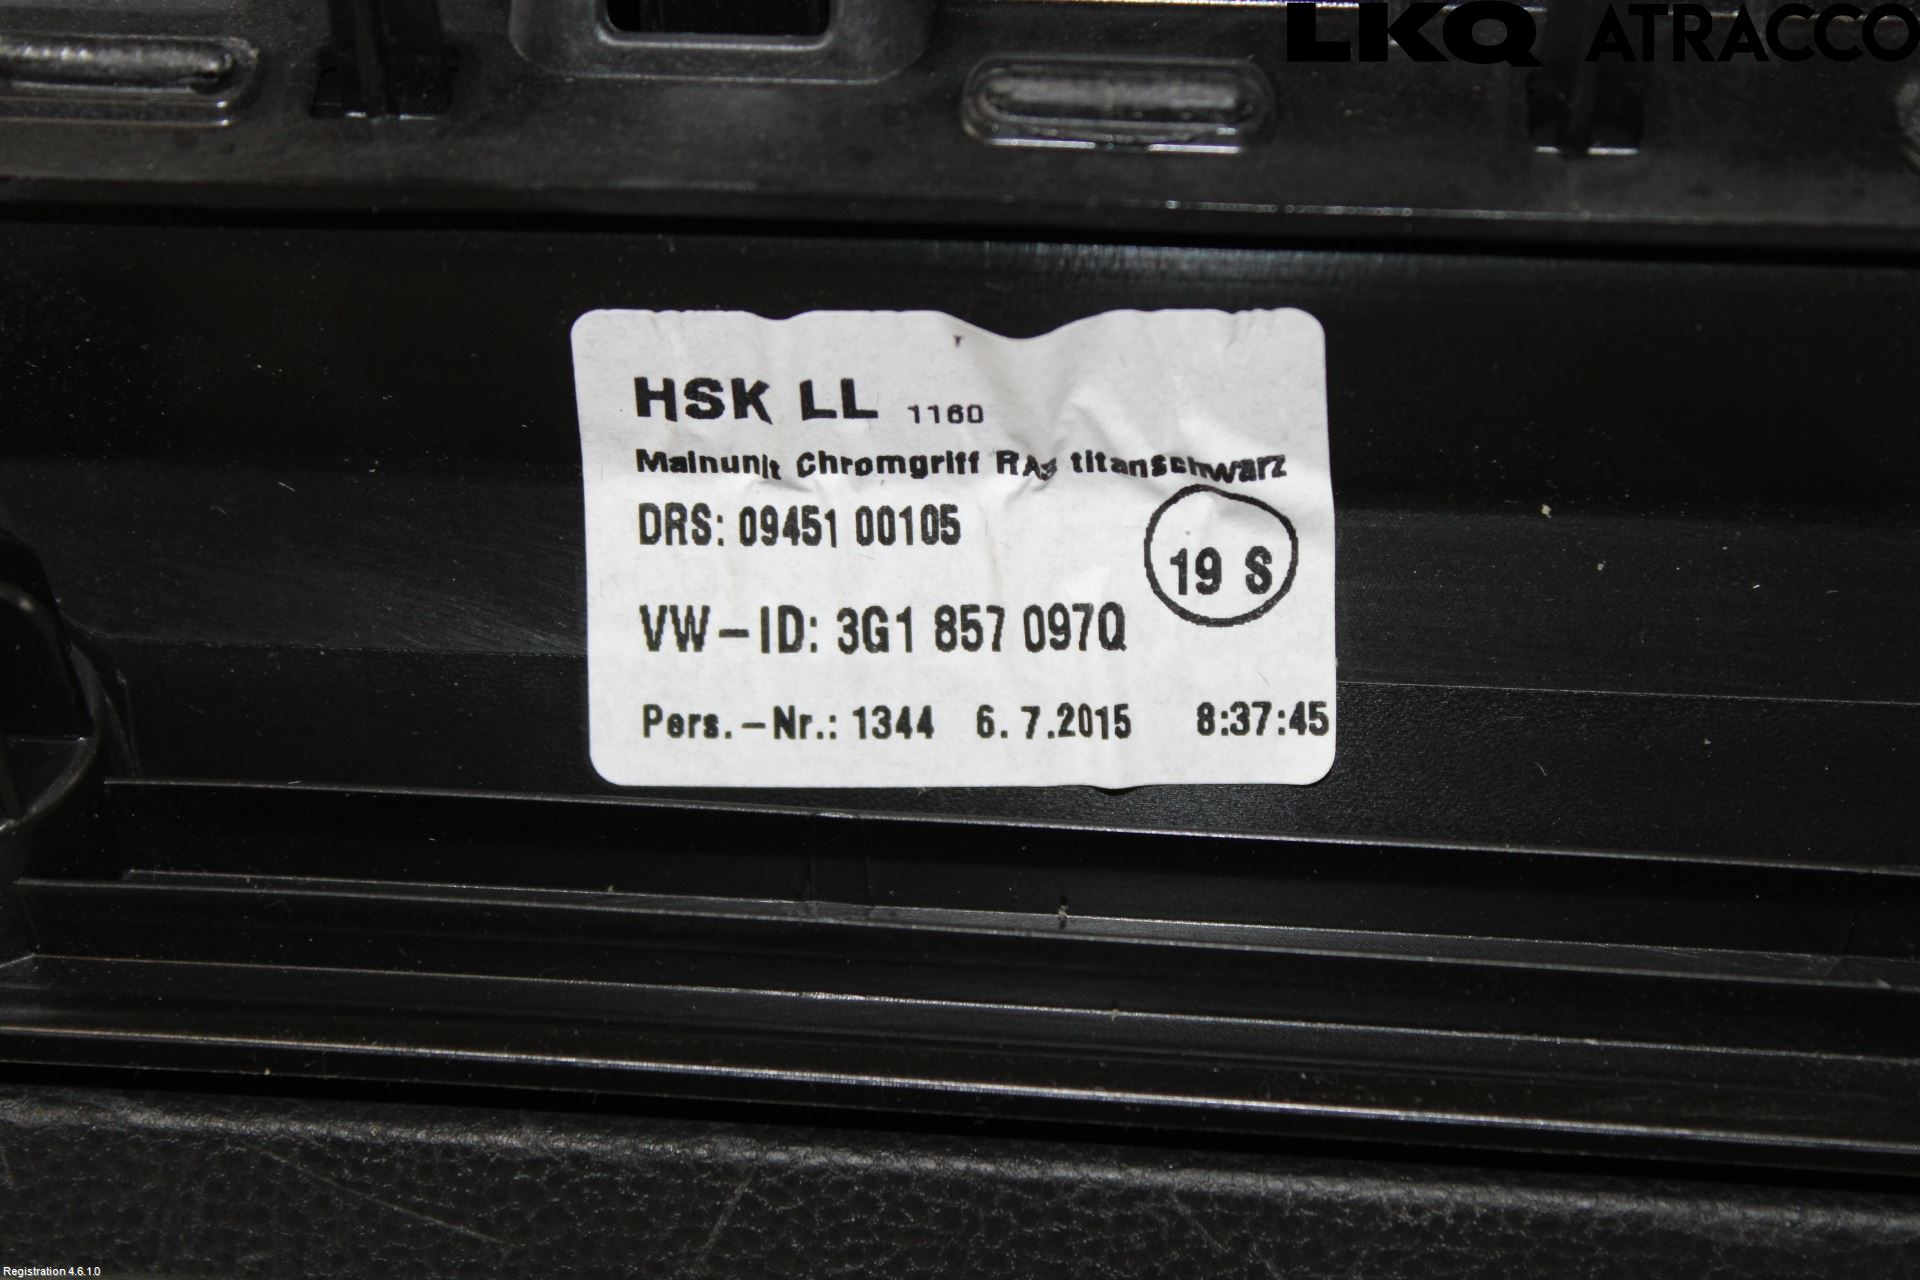 LKQ ATRACCO
HSK LL 1160
Mainunit Chromgriff RAs titanschwarz
DRS: 09451 00105
19 S
VW-ID: 3G1 857 097Q
Pers.-Nr.: 1344 6. 7.2015 8:37:45
Registration 4.6.1.0